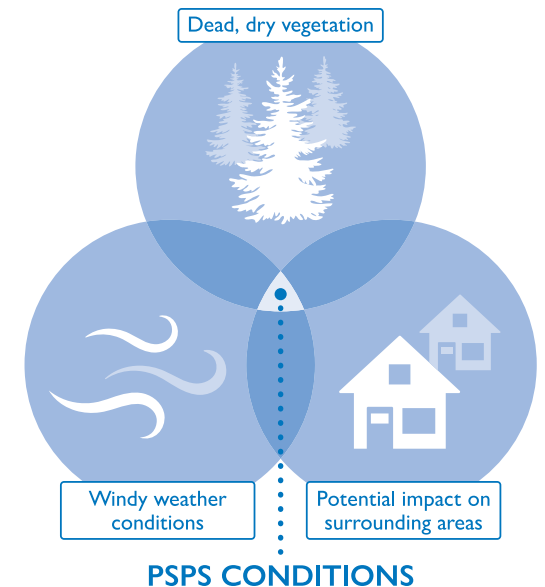 Dead, dry vegetation
Windy weather
conditions
Potential impact on
surrounding areas
PSPS CONDITIONS